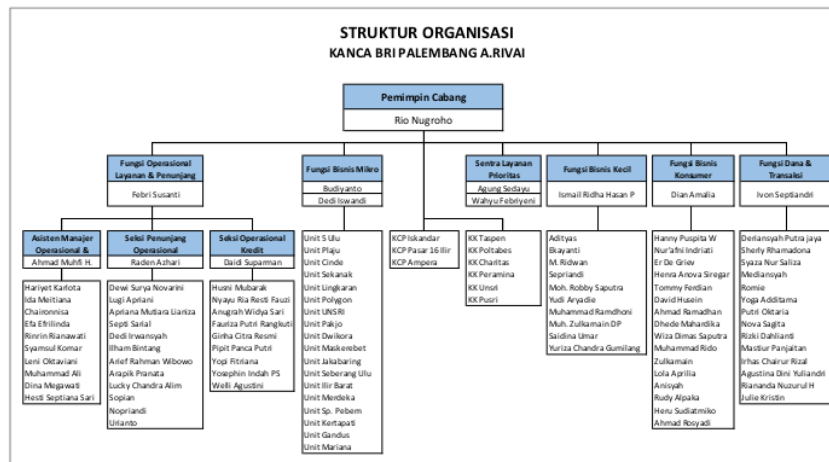 STRUKTUR ORGANISASI
KANCA BRI PALEMBANG A.RIVAI
Pemimpin Cabang
Rio Nugroho
Fungsi Operasional
Layanan & Penunjang
Febri Susanti
Fungsi Bisnis Mikro
Budiyanto
Dedi Iswandi
Sentra Layanan
Prioritas
Agung Sedayu
Wahyu Febriyeni
Fungsi Bisnis Kecil
Ismail Ridha Hasan P
Fungsi Bisnis
Konsumer
Dian Amalia
Fungsi Dana &
Transaksi
Ivon Septiandri
Asisten Manajer
Operasional &
Ahmad Muhfi H.
Hariyet Karlota
Ida Meitiana
Chaironnisa
Efa Efrilinda
Rinrin Rianawati
Syamsul Komar
Leni Oktaviani
Muhammad Ali
Dina Megawati
Hesti Septiana Sari
Seksi Penunjang
Operasional
Raden Azhari
Dewi Surya Novarini
Lugi Apriani
Apriana Mutiara Lianiza
Septi Sarial
Dedi Irwansyah
Ilham Bintang
Arief Rahman Wibowo
Arapik Pranata
Lucky Chandra Alim
Sopian
Nopriandi
Urianto
Seksi Operasional
Kredit
Daidi Suparman
Husni Mubarak
Nyayu Ria Resti Fauzi
Anugrah Widya Sari
Fauriza Putri Rangkuti
Ginha Citra Resmi
Pipit Panca Putri
Yopi Fitriana
Yosephin Indah PS
Welli Agustini
Unit 5 Ulu
Unit Plaju
Unit Cinde
Unit Sekanak
Unit Lingkaran
Unit Polygon
Unit UNSRI
Unit Pakjo
Unit Dwikora
Unit Maskerebet
Unit Jakabaring
Unit Seberang Ulu
Unit Ilir Barat
Unit Merdeka
Unit Sp. Pebem
Unit Kertapati
Unit Gandus
Unit Mariana
KCP Iskandar
KCP Pasar 16 Ilir
KCP Ampera
KK Taspen
KK Poltabes
KK Charitas
KK Peramina
KK Unsri
KK Pusri
Adityas
Ekayanti
M. Ridwan
Sepriandi
Moh. Robby Saputra
Yudi Aryadie
Muhammad Ramdhoni
Muh. Zulkarnain DP
Saidina Umar
Yuriza Chandra Gumilang
Hanny Puspita W
Nur'afni Indriati
Er De Griev
Henra Anova Siregar
Tommy Ferdian
David Husein
Ahmad Ramadhan
Dhede Mahardika
Wiza Dimas Saputra
Muhammad Rido
Zulkarnain
Lola Aprilia
Anisyah
Rudy Alpaka
Heru Sudiatmiko
Ahmad Rosyadi
Deriansyah Putra jaya
Sherly Rhamadona
Syaza Nur Saliza
Mediansyah
Romie
Yoga Additama
Putri Oktaria
Nova Sagita
Rizki Dahlianti
Mastiur Panjaitan
Irhas Chairur Rizal
Agustina Dini Yuliandri
Riananda Nuzurul H
Julie Kristin